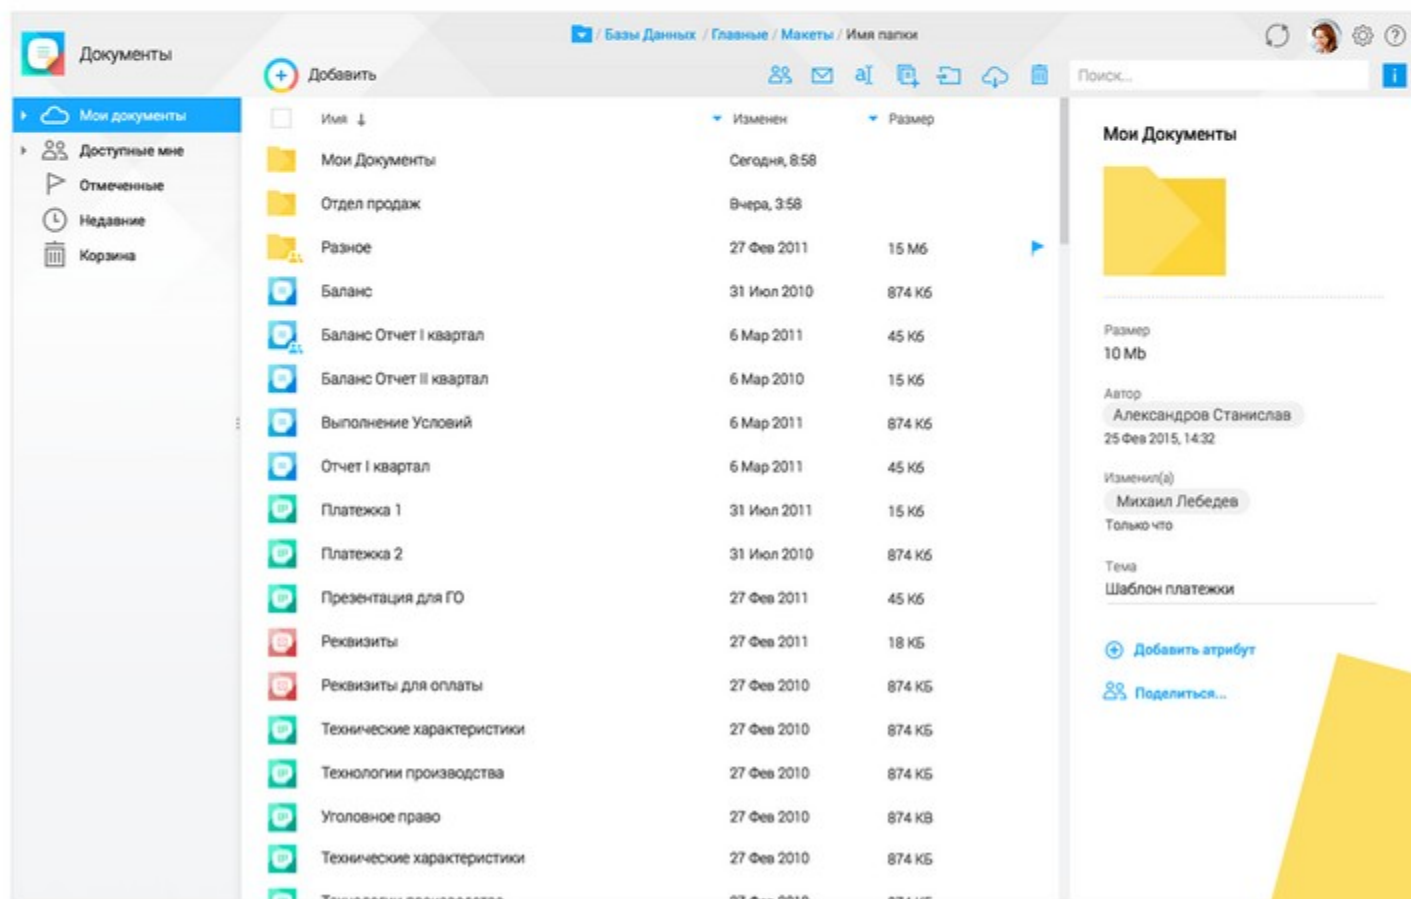 Документы
/ Базы Данных / Главные / Макеты / Имя папки
Добавить
aI
Поиск...
i
?
Мои документы
Доступные мне
Отмеченные
Недавние
Корзина
Имя ↓ Изменен Размер
Мои Документы Сегодня, 8:58
Отдел продаж Вчера, 3:58
Разное 27 Фев 2011 15 Мб
Баланс 31 Июл 2010 874 Кб
Баланс Отчет I квартал 6 Мар 2011 45 Кб
Баланс Отчет II квартал 6 Мар 2010 15 Кб
Выполнение Условий 6 Мар 2011 874 Кб
Отчет I квартал 6 Мар 2011 45 Кб
Платежка 1 31 Июл 2011 15 Кб
Платежка 2 31 Июл 2010 874 Кб
Презентация для ГО 27 Фев 2011 45 Кб
Реквизиты 27 Фев 2011 18 КБ
Реквизиты для оплаты 27 Фев 2010 874 КБ
Технические характеристики 27 Фев 2010 874 КБ
Технологии производства 27 Фев 2010 874 КБ
Уголовное право 27 Фев 2010 874 КВ
Технические характеристики 27 Фев 2010 874 КБ
Мои Документы
Размер
10 Mb
Автор
Александров Станислав
25 Фев 2015, 14:32
Изменил(а)
Михаил Лебедев
Только что
Тема
Шаблон платежки
Добавить атрибут
Поделиться...